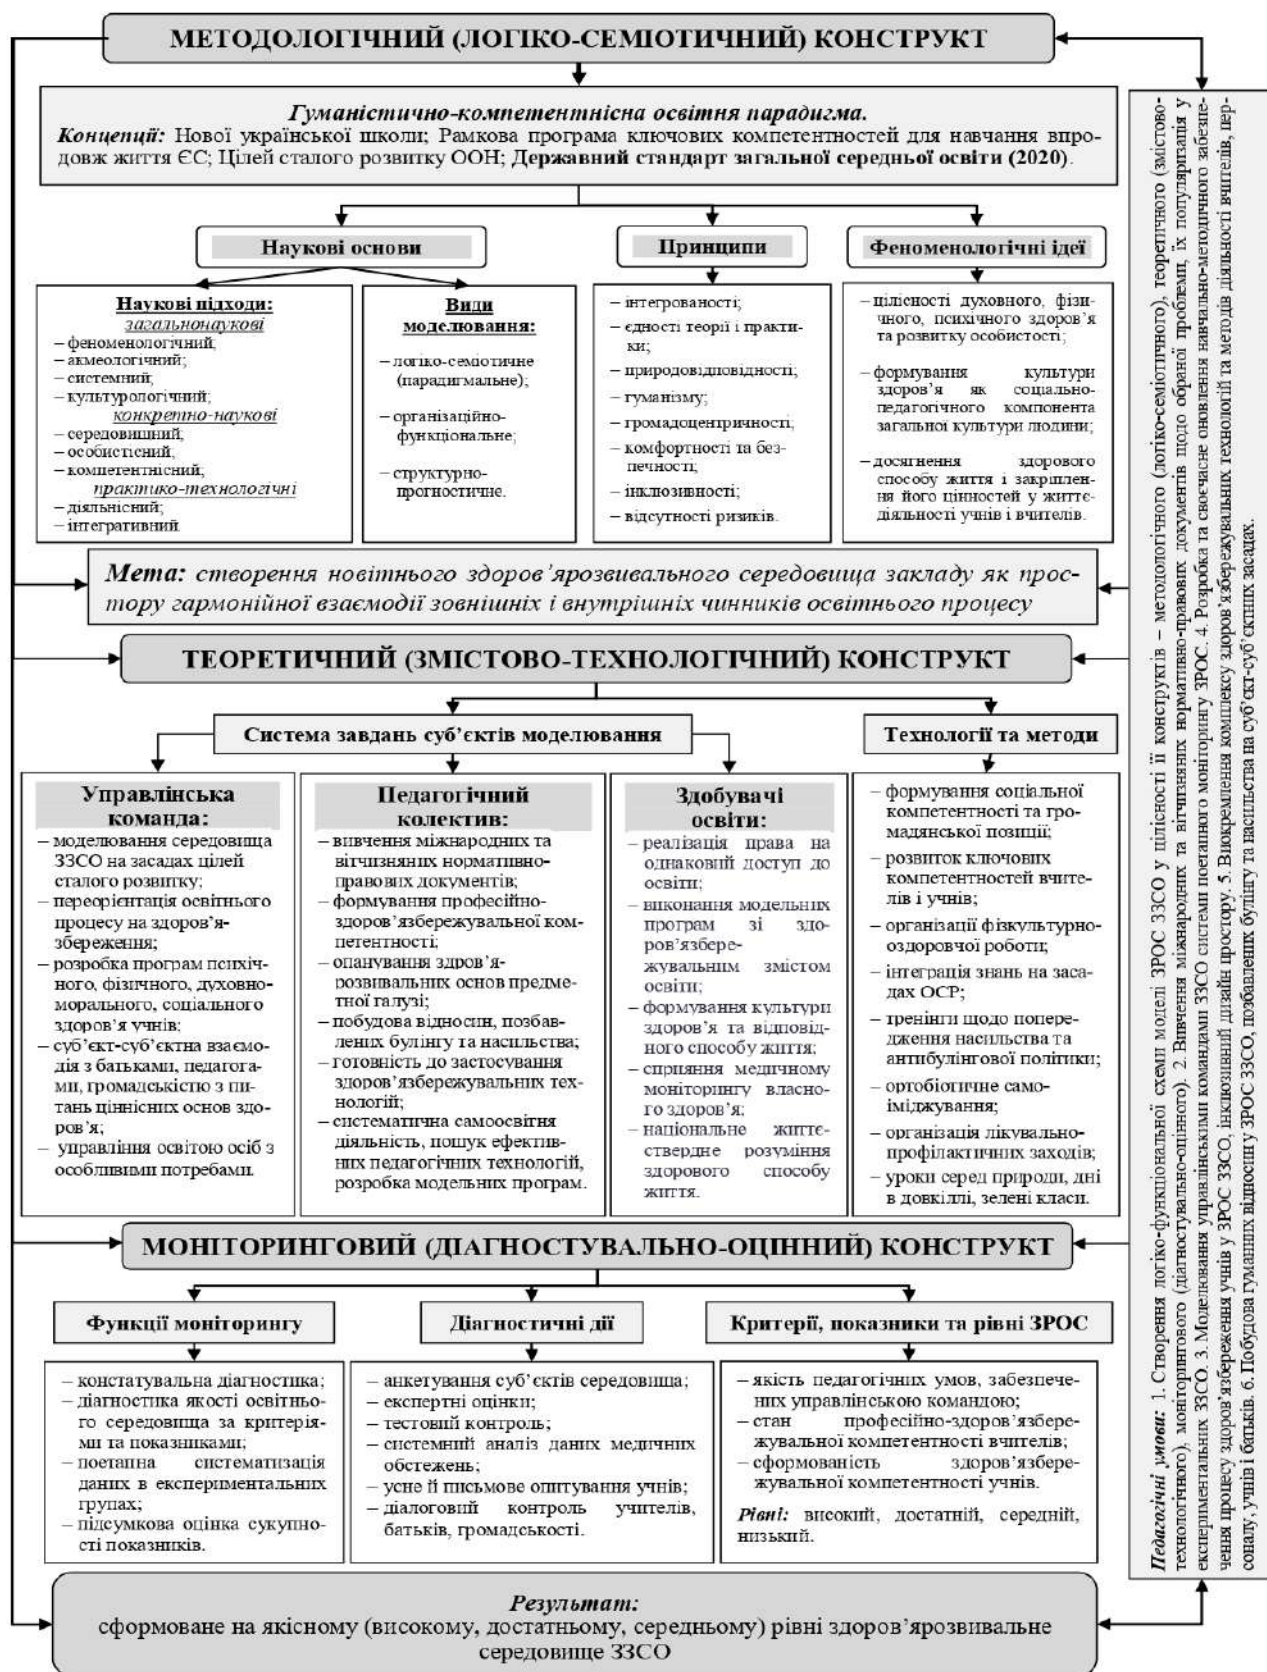 МЕТОДОЛОГІЧНИЙ (ЛОГІКО-СЕМІОТИЧНИЙ) КОНСТРУКТ
Гуманістично-компетентнісна освітня парадигма.
Концепції: Нової української школи; Рамкова програма ключових компетентностей для навчання впро-
довж життя ЄС; Цілей сталого розвитку ООН; Державний стандарт загальної середньої освіти (2020).
Наукові основи
Наукові підходи:
загальнонаукові
– феноменологічний;
– акмеологічний;
– системний;
– культурологічний;
конкретно-наукові
– середовищний;
– особистісний;
– компетентнісний;
практико-технологічні
– діяльнісний;
– інтегративний.
Види
моделювання:
– логіко-семіотичне
(парадигмальне);
– організаційно-
функціональне;
– структурно-
прогностичне.
Принципи
– інтегрованості;
– єдності теорії і практи-
ки;
– природовідповідності;
– гуманізму;
– громадоцентричності;
– комфортності та без-
печності;
– інклюзивності;
– відсутності ризиків.
Феноменологічні ідеї
– цілісності духовного, фізи-
чного, психічного здоров’я
та розвитку особистості;
– формування культури
здоров’я як соціально-
педагогічного компонента
загальної культури людини;
– досягнення здорового
способу життя і закріплен-
ня його цінностей у життє-
діяльності учнів і вчителів.
Мета: створення новітнього здоров’ярозвивального середовища закладу як прос-
тору гармонійної взаємодії зовнішніх і внутрішніх чинників освітнього процесу
ТЕОРЕТИЧНИЙ (ЗМІСТОВО-ТЕХНОЛОГІЧНИЙ) КОНСТРУКТ
Система завдань суб’єктів моделювання
Управлінська
команда:
– моделювання середовища
ЗЗСО на засадах цілей
сталого розвитку;
– переорієнтація освітнього
процесу на здоров’я-
збереження;
– розробка програм психіч-
ного, фізичного, духовно-
морального, соціального
здоров’я учнів;
– суб’єкт-суб’єктна взаємо-
дія з батьками, педагога-
ми, громадськістю з пи-
тань ціннісних основ здо-
ров’я;
– управління освітою осіб з
особливими потребами.
Педагогічний
колектив:
– вивчення міжнародних та
вітчизняних нормативно-
правових документів;
– формування професійно-
здоров’язбережувальної ком-
петентності;
– опанування здров’я-
розвивальних основ предме-
тної галузі;
– побудова відносин, позбав-
лених булінгу та насильства;
– готовність до застосування
здоров’язбережувальних тех-
нологій;
– систематична самоосвітня
діяльність, пошук ефектив-
них педагогічних технологій,
розробка модельних програм.
Здобувачі
освіти:
– реалізація права на
однаковий доступ до
освіти;
– виконання модельних
програм зі здо-
ров’язбере-
жувальним змістом
освіти;
– формування культури
здоров’я та відповід-
ного способу життя;
– сприяння медичному
моніторингу власно-
го здоров’я;
– національне життє-
ствердне розуміння
здорового способу
життя.
Технології та методи
– формування соціальної
компетентності та гро-
мадянської позиції;
– розвиток ключових
компетентностей вчите-
лів і учнів;
– організації фізкультурно-
оздоровчої роботи;
– інтеграція знань на заса-
дах ОСР;
– тренінги щодо попере-
дження насильства та
антибулінгової політики;
– ортобіотичне само-
іміджування;
– організація лікувально-
профілактичних заходів;
– уроки серед природи, дні
в довкіллі, зелені класи.
МОНІТОРИНГОВИЙ (ДІАГНОСТУВАЛЬНО-ОЦІННИЙ) КОНСТРУКТ
Функції моніторингу
– констатувальна діагностика;
– діагностика якості освітньо-
го середовища за критерія-
ми та показниками;
– поетапна систематизація
даних в експериментальних
групах;
– підсумкова оцінка сукупно-
сті показників.
Діагностичні дії
– анкетування суб’єктів середовища;
– експертні оцінки;
– тестовий контроль;
– системний аналіз даних медичних
обстежень;
– усне й письмове опитування учнів;
– діалоговий контроль учителів,
батьків, громадськості.
Критерії, показники та рівні ЗРОС
– якість педагогічних умов, забезпече-
них управлінською командою;
– стан професійно-здоров’язбере-
жувальної компетентності вчителів;
– сформованість здоров’язбере-
жувальної компетентності учнів.
Рівні: високий, достатній, середній,
низький.
Результат:
сформоване на якісному (високому, достатньому, середньому) рівні здоров’ярозвивальне
середовище ЗЗСО
Педагогічні умови: 1. Створення логіко-функціональної схеми моделі ЗРОС ЗЗСО у цілісності її конструктів – методологічного (логіко-семіотичного), теоретичного (змістово-
технологічного), моніторингового (діагностувально-оцінного). 2. Вивчення міжнародних та вітчизняних нормативно-правових документів щодо обраної проблеми, їх популяризація у
експериментальних ЗЗСО. 3. Моделювання управлінськими командами ЗЗСО системи поетапного моніторингу ЗРОС. 4. Розробка та своєчасне оновлення навчально-методичного забезпе-
чення процесу здоров’язбереження учнів у ЗРОС ЗЗСО, інклюзивний дизайн простору. 5. Виокремлення комплексу здоров’язбережувальних технологій та методів діяльності вчителів, пер-
соналу, учнів і батьків. 6. Побудова гуманних відносин у ЗРОС ЗЗСО, позбавлених булінгу та насильства на суб’єкт-суб’єктних засадах.